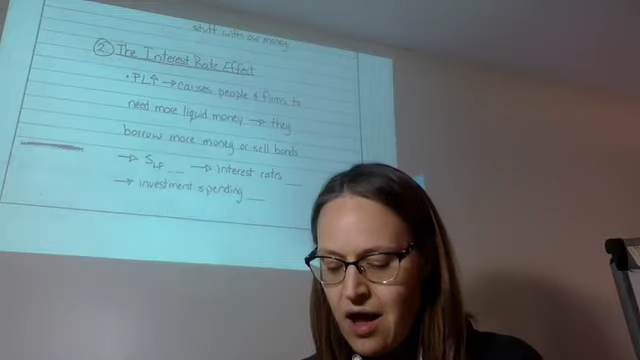 stuff with our money
② The Interest Rate Effect
• PL↑ → causes people & firms to
need more liquid money → they
borrow more money or sell bonds
→ SLF __ → interest rates __
→ investment spending __